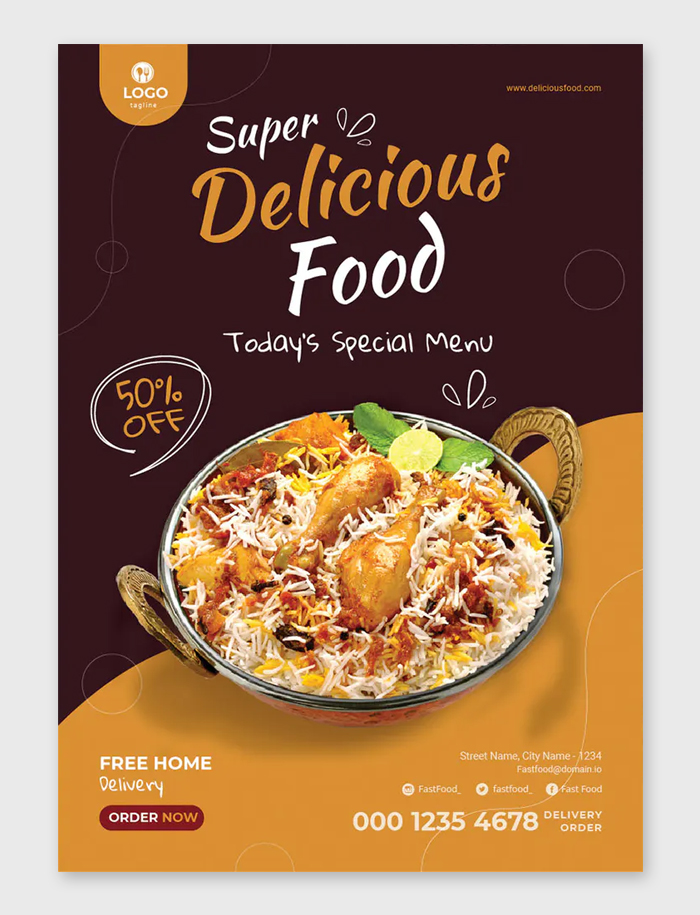 LOGO
tagline
www.deliciousfood.com
Super
Delicious
Food
Today's Special Menu
50%
OFF
FREE HOME
Delivery
ORDER NOW
Street Name, City Name - 1234
Fastfood@domain.io
FastFood_ fastfood_ Fast Food
000 1235 4678 DELIVERY
ORDER